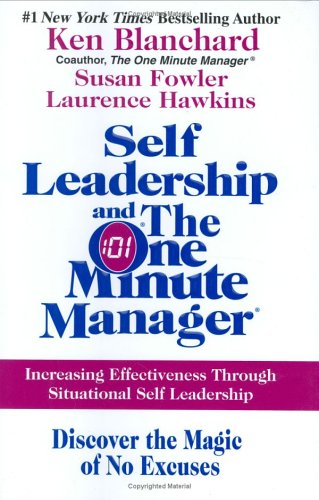 #1 New York Times Bestselling Author
Ken Blanchard
Coauthor, The One Minute Manager®
Susan Fowler
Laurence Hawkins
Self
Leadership
and The
101
One
Minute
Manager®
Increasing Effectiveness Through
Situational Self Leadership
Discover the Magic
of No Excuses